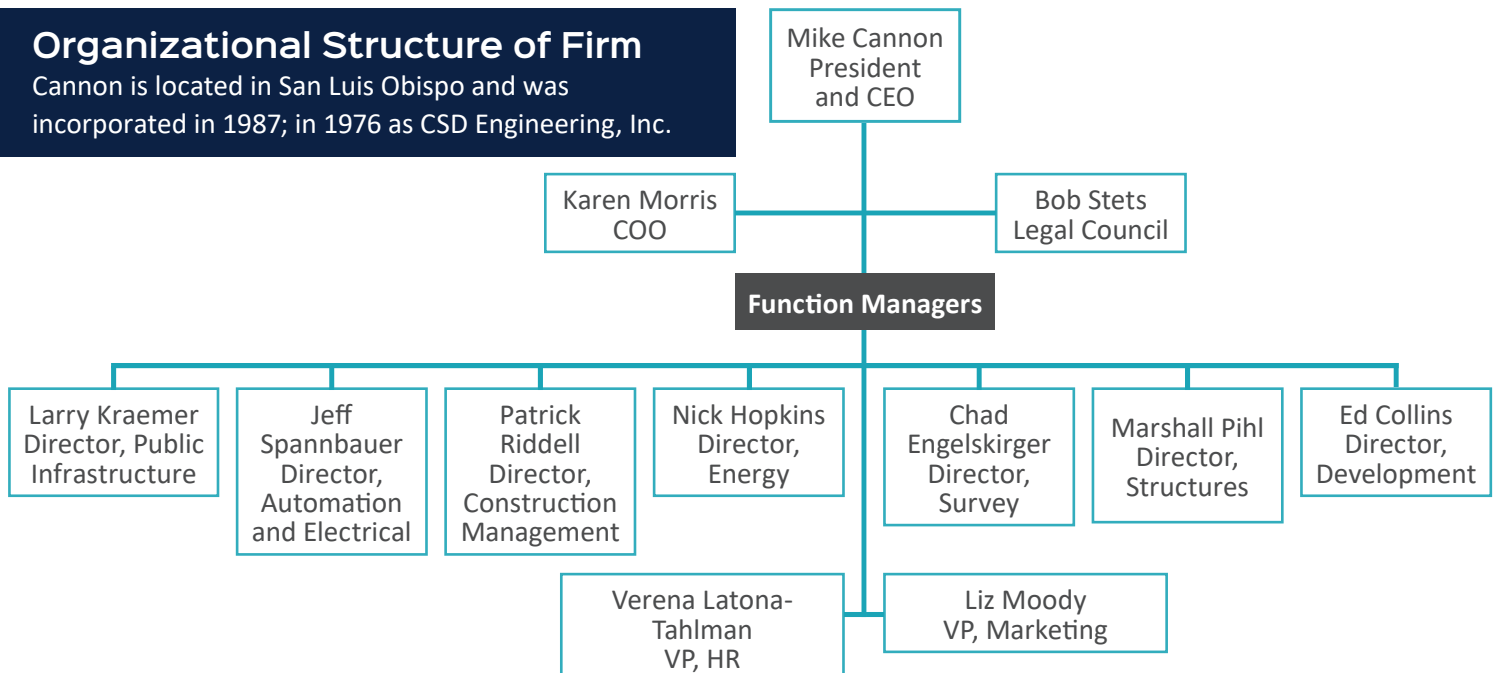 Organizational Structure of Firm
Cannon is located in San Luis Obispo and was
incorporated in 1987; in 1976 as CSD Engineering, Inc.
Mike Cannon
President
and CEO
Karen Morris
COO
Bob Stets
Legal Council
Function Managers
Larry Kraemer
Director, Public
Infrastructure
Jeff
Spannbauer
Director,
Automation
and Electrical
Patrick
Riddell
Director,
Construction
Management
Nick Hopkins
Director,
Energy
Chad
Engelskirger
Director,
Survey
Marshall Pihl
Director,
Structures
Ed Collins
Director,
Development
Verena Latona-
Tahlman
VP, HR
Liz Moody
VP, Marketing